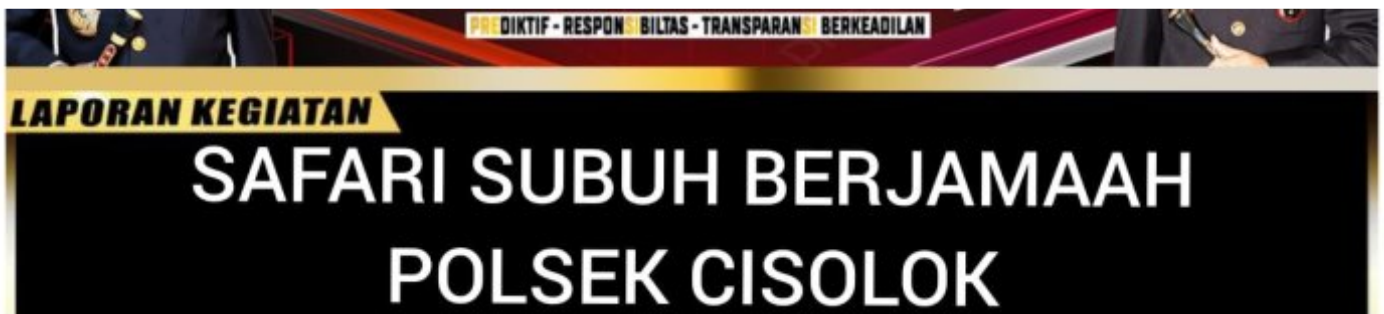 PREDIKTIF - RESPONSIBILTAS - TRANSPARANSI BERKEADILAN
LAPORAN KEGIATAN
SAFARI SUBUH BERJAMAAH
POLSEK CISOLOK